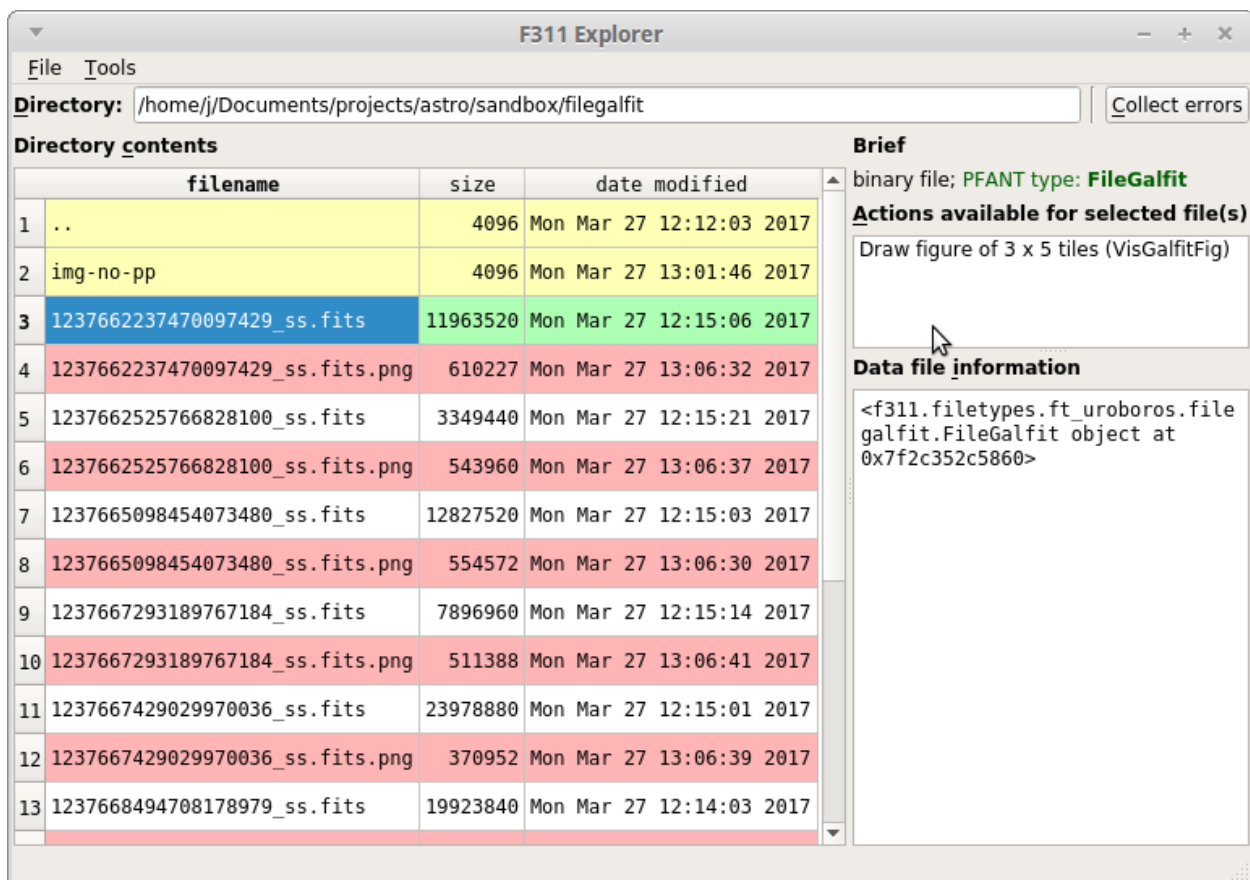 F311 Explorer
File Tools
Directory: /home/j/Documents/projects/astro/sandbox/filegalfit Collect errors
Directory contents
filename size date modified
1 .. 4096 Mon Mar 27 12:12:03 2017
2 img-no-pp 4096 Mon Mar 27 13:01:46 2017
3 1237662237470097429_ss.fits 11963520 Mon Mar 27 12:15:06 2017
4 1237662237470097429_ss.fits.png 610227 Mon Mar 27 13:06:32 2017
5 1237662525766828100_ss.fits 3349440 Mon Mar 27 12:15:21 2017
6 1237662525766828100_ss.fits.png 543960 Mon Mar 27 13:06:37 2017
7 1237665098454073480_ss.fits 12827520 Mon Mar 27 12:15:03 2017
8 1237665098454073480_ss.fits.png 554572 Mon Mar 27 13:06:30 2017
9 1237667293189767184_ss.fits 7896960 Mon Mar 27 12:15:14 2017
10 1237667293189767184_ss.fits.png 511388 Mon Mar 27 13:06:41 2017
11 1237667429029970036_ss.fits 23978880 Mon Mar 27 12:15:01 2017
12 1237667429029970036_ss.fits.png 370952 Mon Mar 27 13:06:39 2017
13 1237668494708178979_ss.fits 19923840 Mon Mar 27 12:14:03 2017
Brief
binary file; PFANT type: FileGalfit
Actions available for selected file(s)
Draw figure of 3 x 5 tiles (VisGalfitFig)
Data file information
<f311.filetypes.ft_uroboros.file
galfit.FileGalfit object at
0x7f2c352c5860>